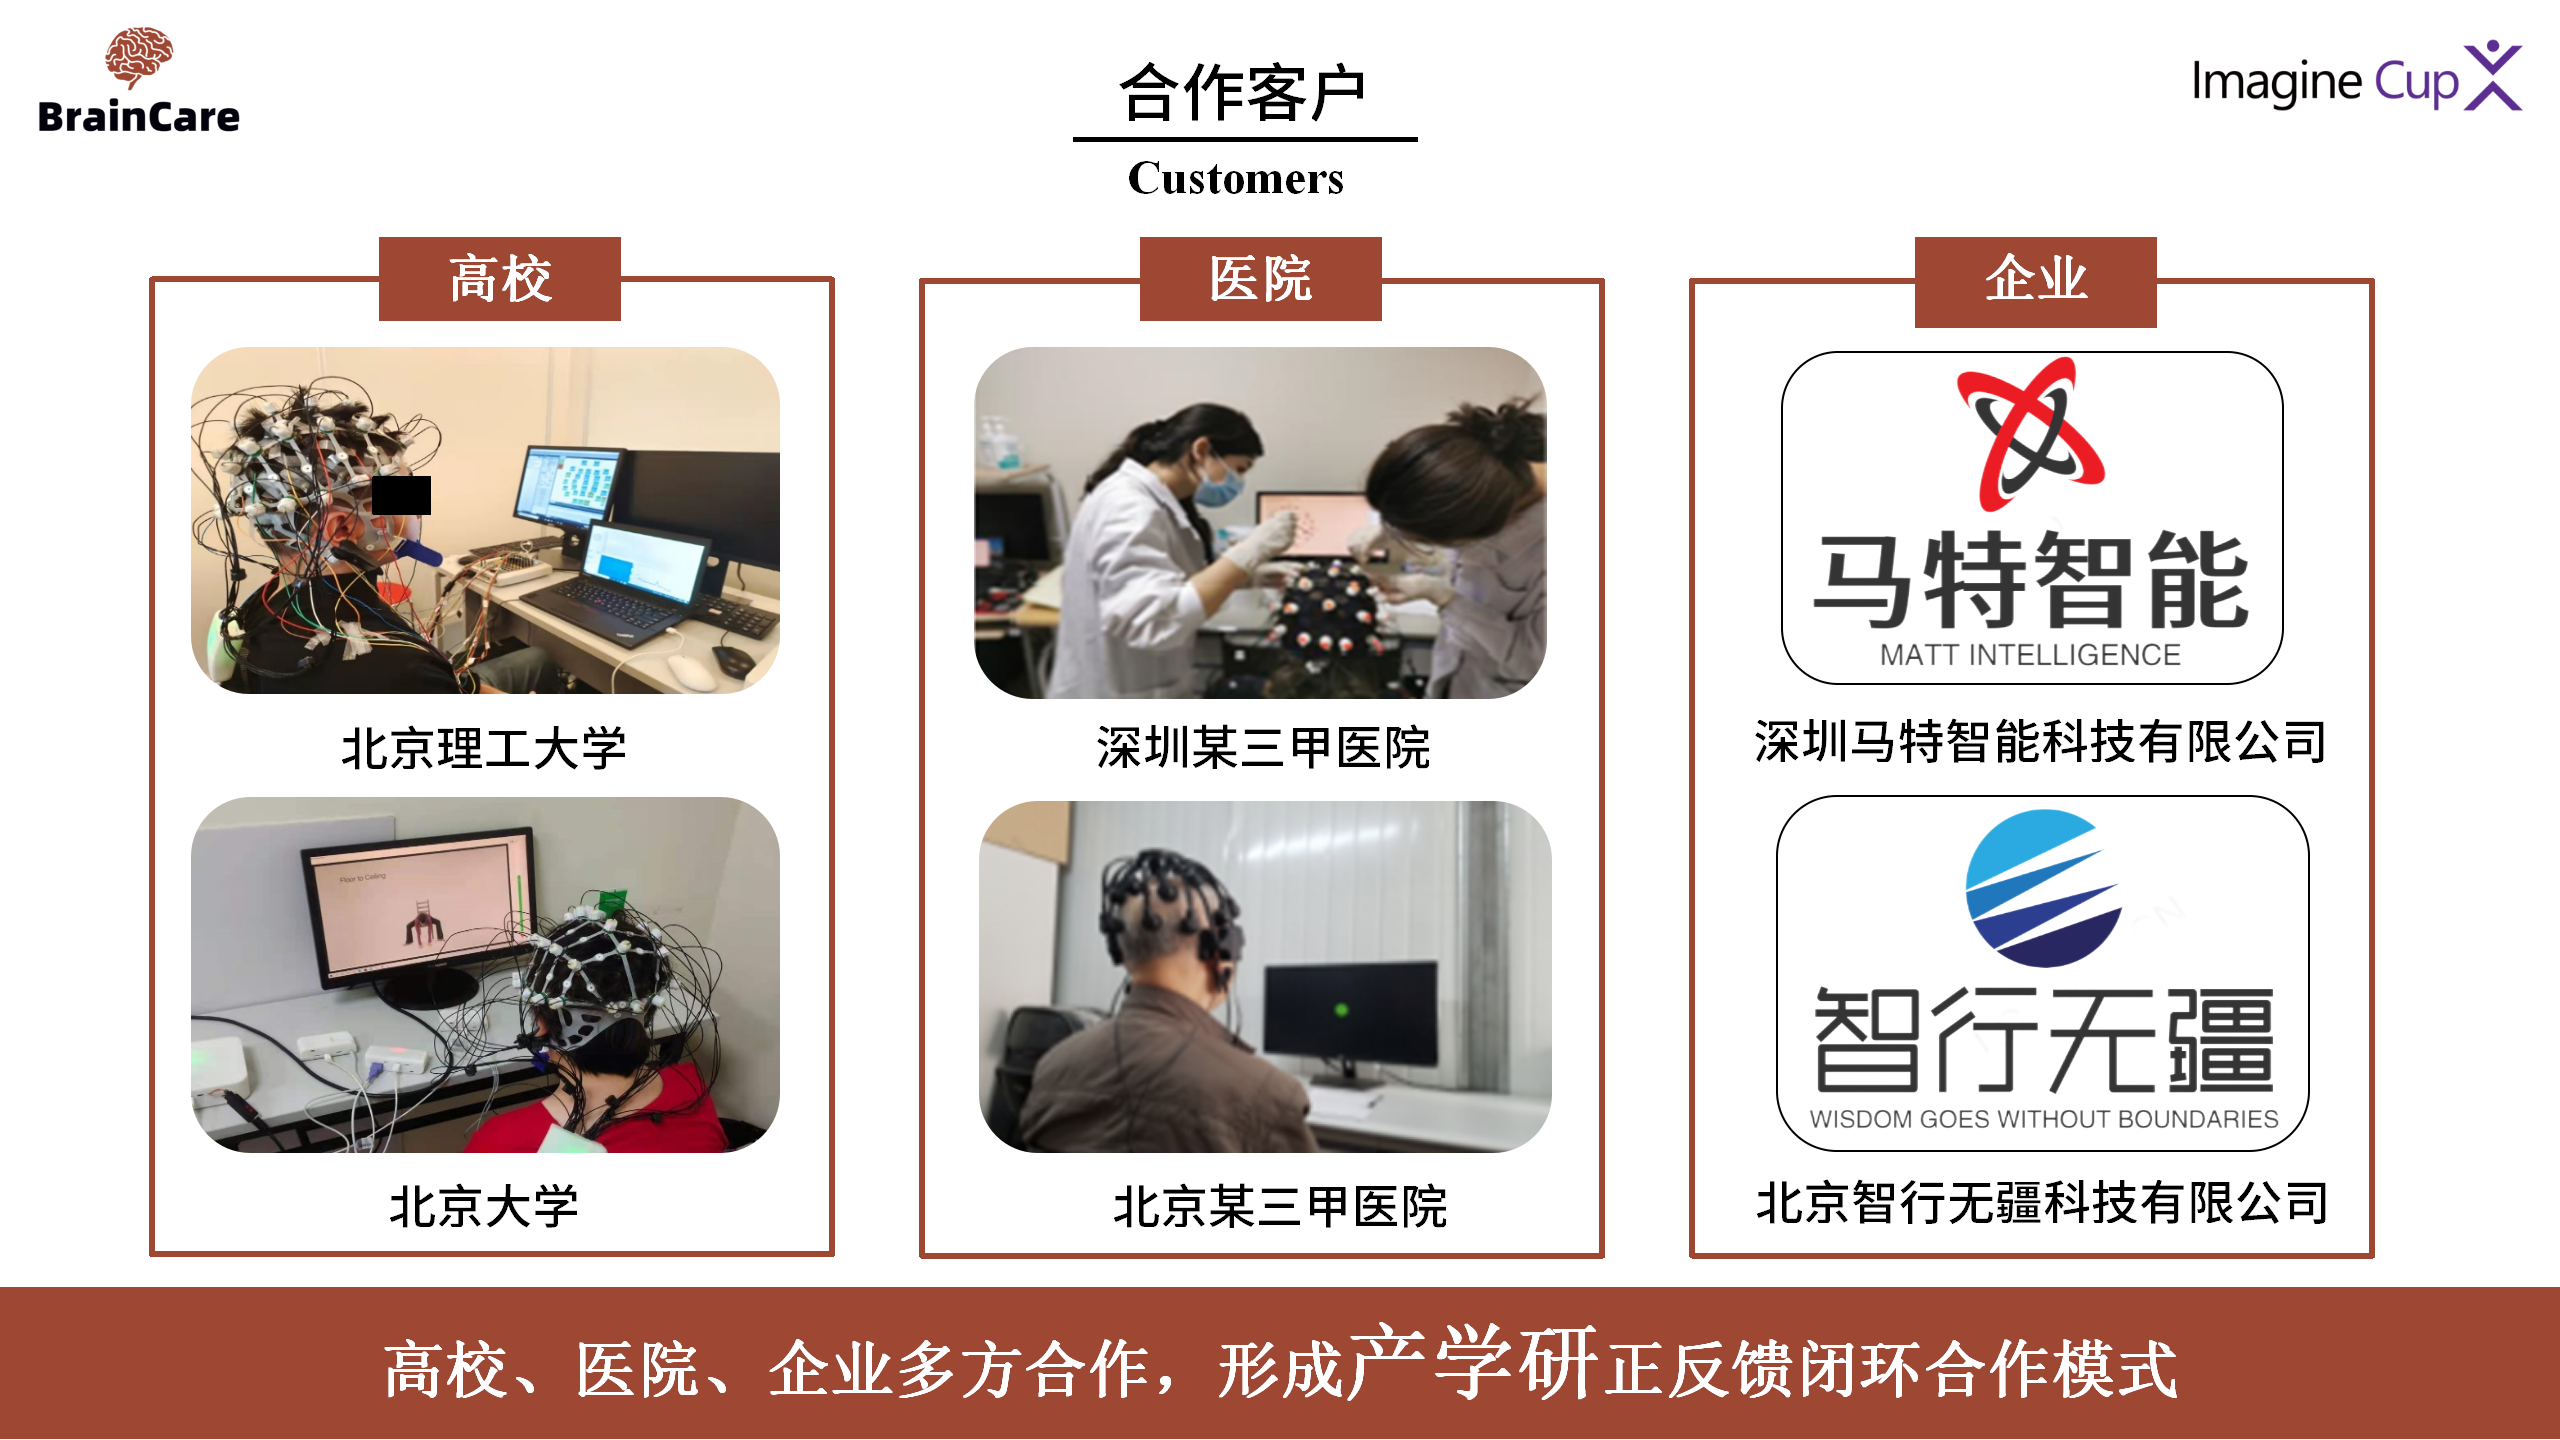 BrainCare
合作客户
Customers
Imagine Cup
高校
北京理工大学
Floor to Ceiling
北京大学
医院
深圳某三甲医院
北京某三甲医院
企业
马特智能
MATT INTELLIGENCE
深圳马特智能科技有限公司
智行无疆
WISDOM GOES WITHOUT BOUNDARIES
北京智行无疆科技有限公司
高校、医院、企业多方合作，形成产学研正反馈闭环合作模式